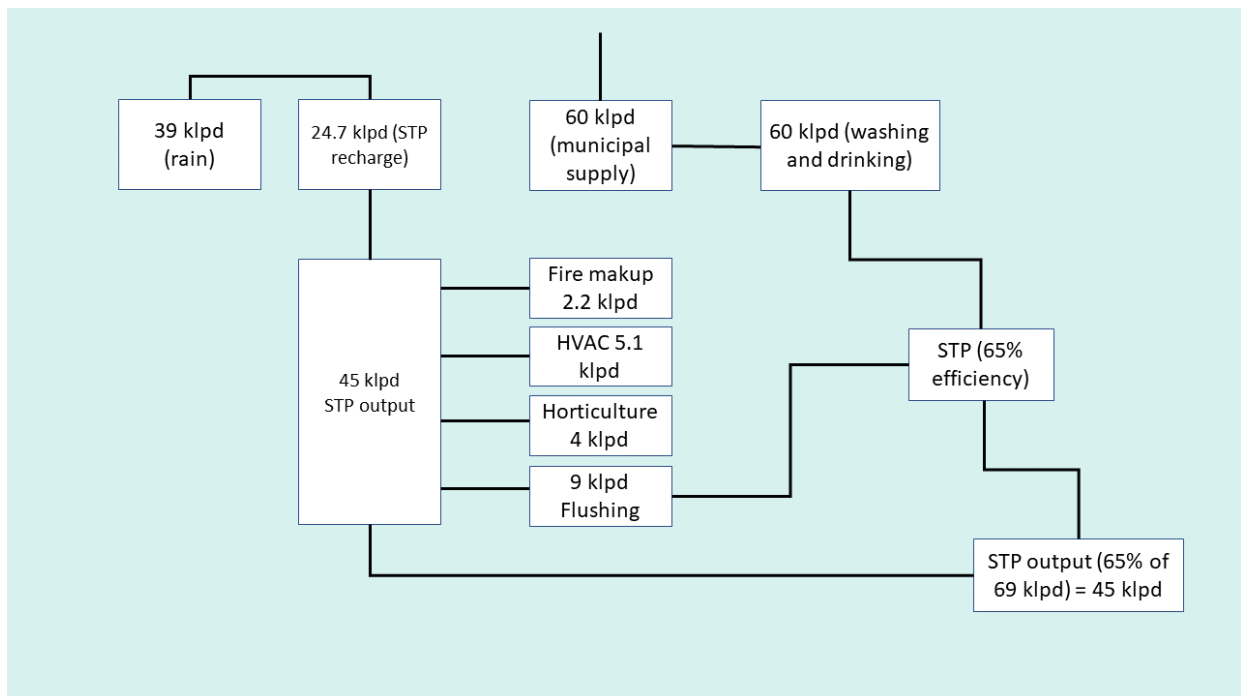 39 klpd
(rain)
24.7 klpd (STP
recharge)
60 klpd
(municipal
supply)
60 klpd (washing
and drinking)
45 klpd
STP output
Fire makup
2.2 klpd
HVAC 5.1
klpd
Horticulture
4 klpd
9 klpd
Flushing
STP (65%
efficiency)
STP output (65% of
69 klpd) = 45 klpd